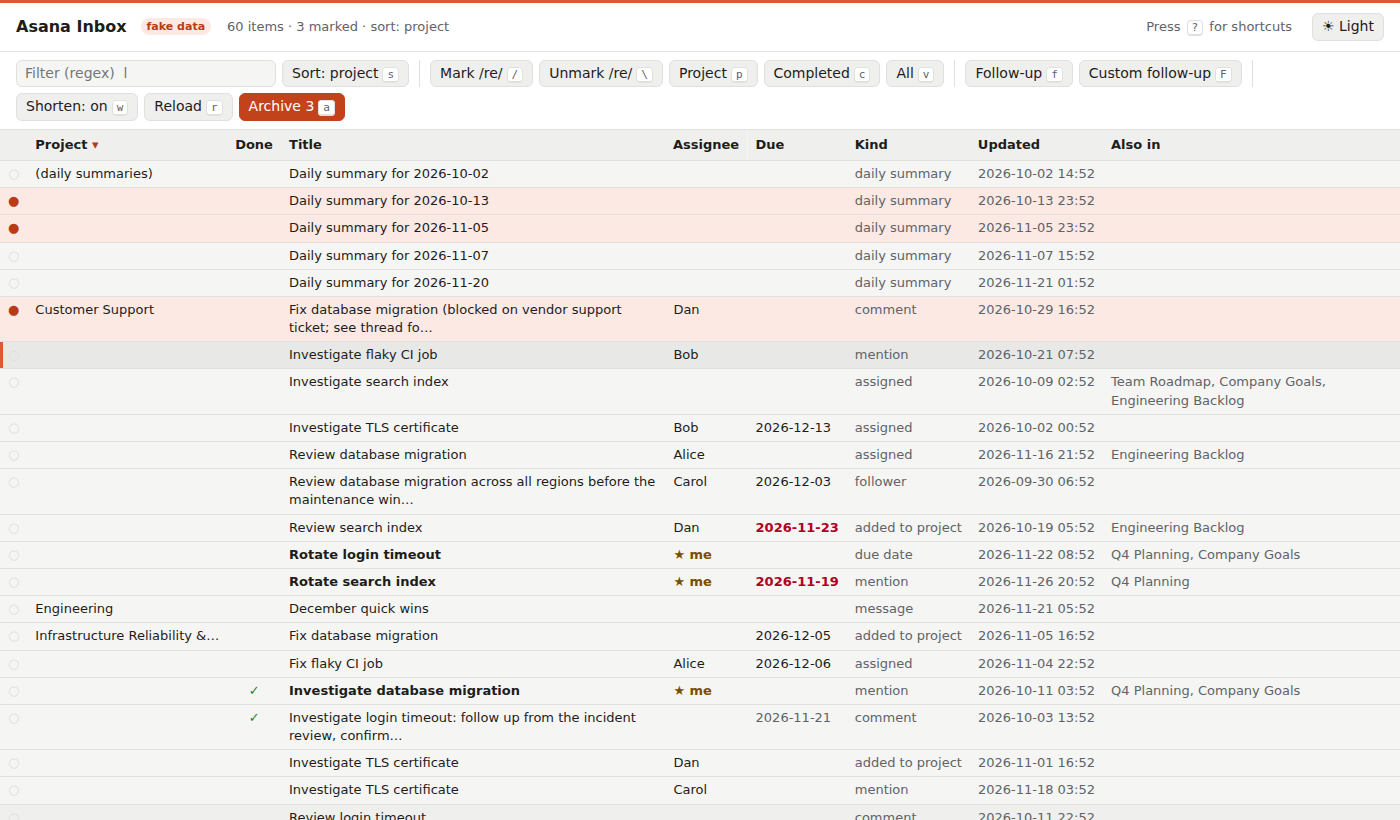 Asana Inbox fake data 60 items · 3 marked · sort: project Press ? for shortcuts ☀ Light
Filter (regex) l Sort: project s Mark /re/ / Unmark /re/ \ Project p Completed c All v Follow-up f Custom follow-up F
Shorten: on w Reload r Archive 3 a
Project ▾ Done Title Assignee Due Kind Updated Also in
(daily summaries) Daily summary for 2026-10-02 daily summary 2026-10-02 14:52
Daily summary for 2026-10-13 daily summary 2026-10-13 23:52
Daily summary for 2026-11-05 daily summary 2026-11-05 23:52
Daily summary for 2026-11-07 daily summary 2026-11-07 15:52
Daily summary for 2026-11-20 daily summary 2026-11-21 01:52
Customer Support Fix database migration (blocked on vendor support Dan comment 2026-10-29 16:52
ticket; see thread fo…
Investigate flaky CI job Bob mention 2026-10-21 07:52
Investigate search index assigned 2026-10-09 02:52 Team Roadmap, Company Goals,
Engineering Backlog
Investigate TLS certificate Bob 2026-12-13 assigned 2026-10-02 00:52
Review database migration Alice assigned 2026-11-16 21:52 Engineering Backlog
Review database migration across all regions before the Carol 2026-12-03 follower 2026-09-30 06:52
maintenance win…
Review search index Dan 2026-11-23 added to project 2026-10-19 05:52 Engineering Backlog
Rotate login timeout ★ me due date 2026-11-22 08:52 Q4 Planning, Company Goals
Rotate search index ★ me 2026-11-19 mention 2026-11-26 20:52 Q4 Planning
Engineering December quick wins message 2026-11-21 05:52
Infrastructure Reliability &… Fix database migration 2026-12-05 added to project 2026-11-05 16:52
Fix flaky CI job Alice 2026-12-06 assigned 2026-11-04 22:52
✓ Investigate database migration ★ me mention 2026-10-11 03:52 Q4 Planning, Company Goals
✓ Investigate login timeout: follow up from the incident 2026-11-21 comment 2026-10-03 13:52
review, confirm…
Investigate TLS certificate Dan added to project 2026-11-01 16:52
Investigate TLS certificate Carol mention 2026-11-18 03:52
Review login timeout comment 2026-10-11 22:52